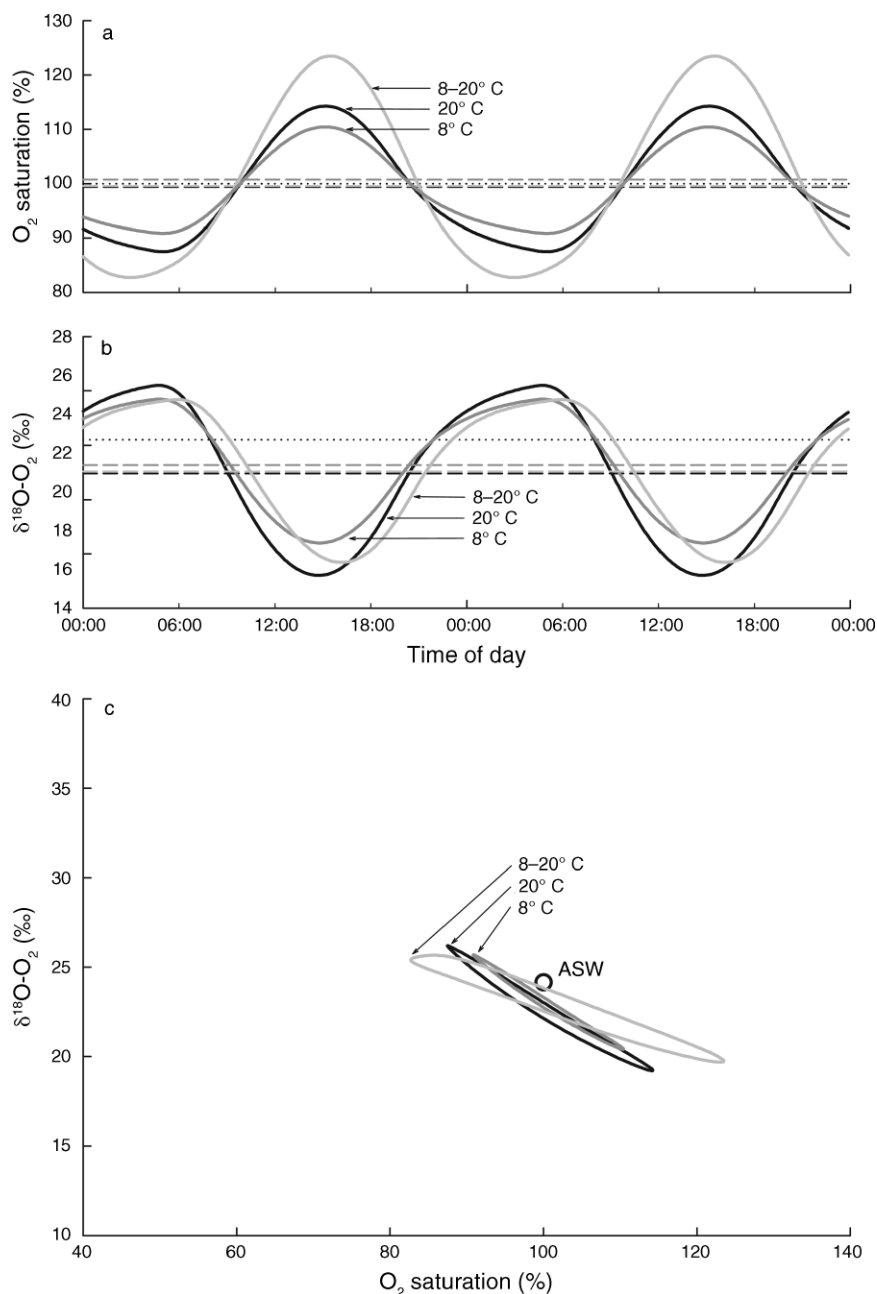 a
130
120
110
100
90
80
O₂ saturation (%)
8–20° C
20° C
8° C
b
28
26
24
22
20
18
16
14
δ¹⁸O-O₂ (‰)
8–20° C
20° C
8° C
00:00 06:00 12:00 18:00 00:00 06:00 12:00 18:00 00:00
Time of day
c
40
35
30
25
20
15
10
δ¹⁸O-O₂ (‰)
8–20° C
20° C
8° C
ASW
40 60 80 100 120 140
O₂ saturation (%)